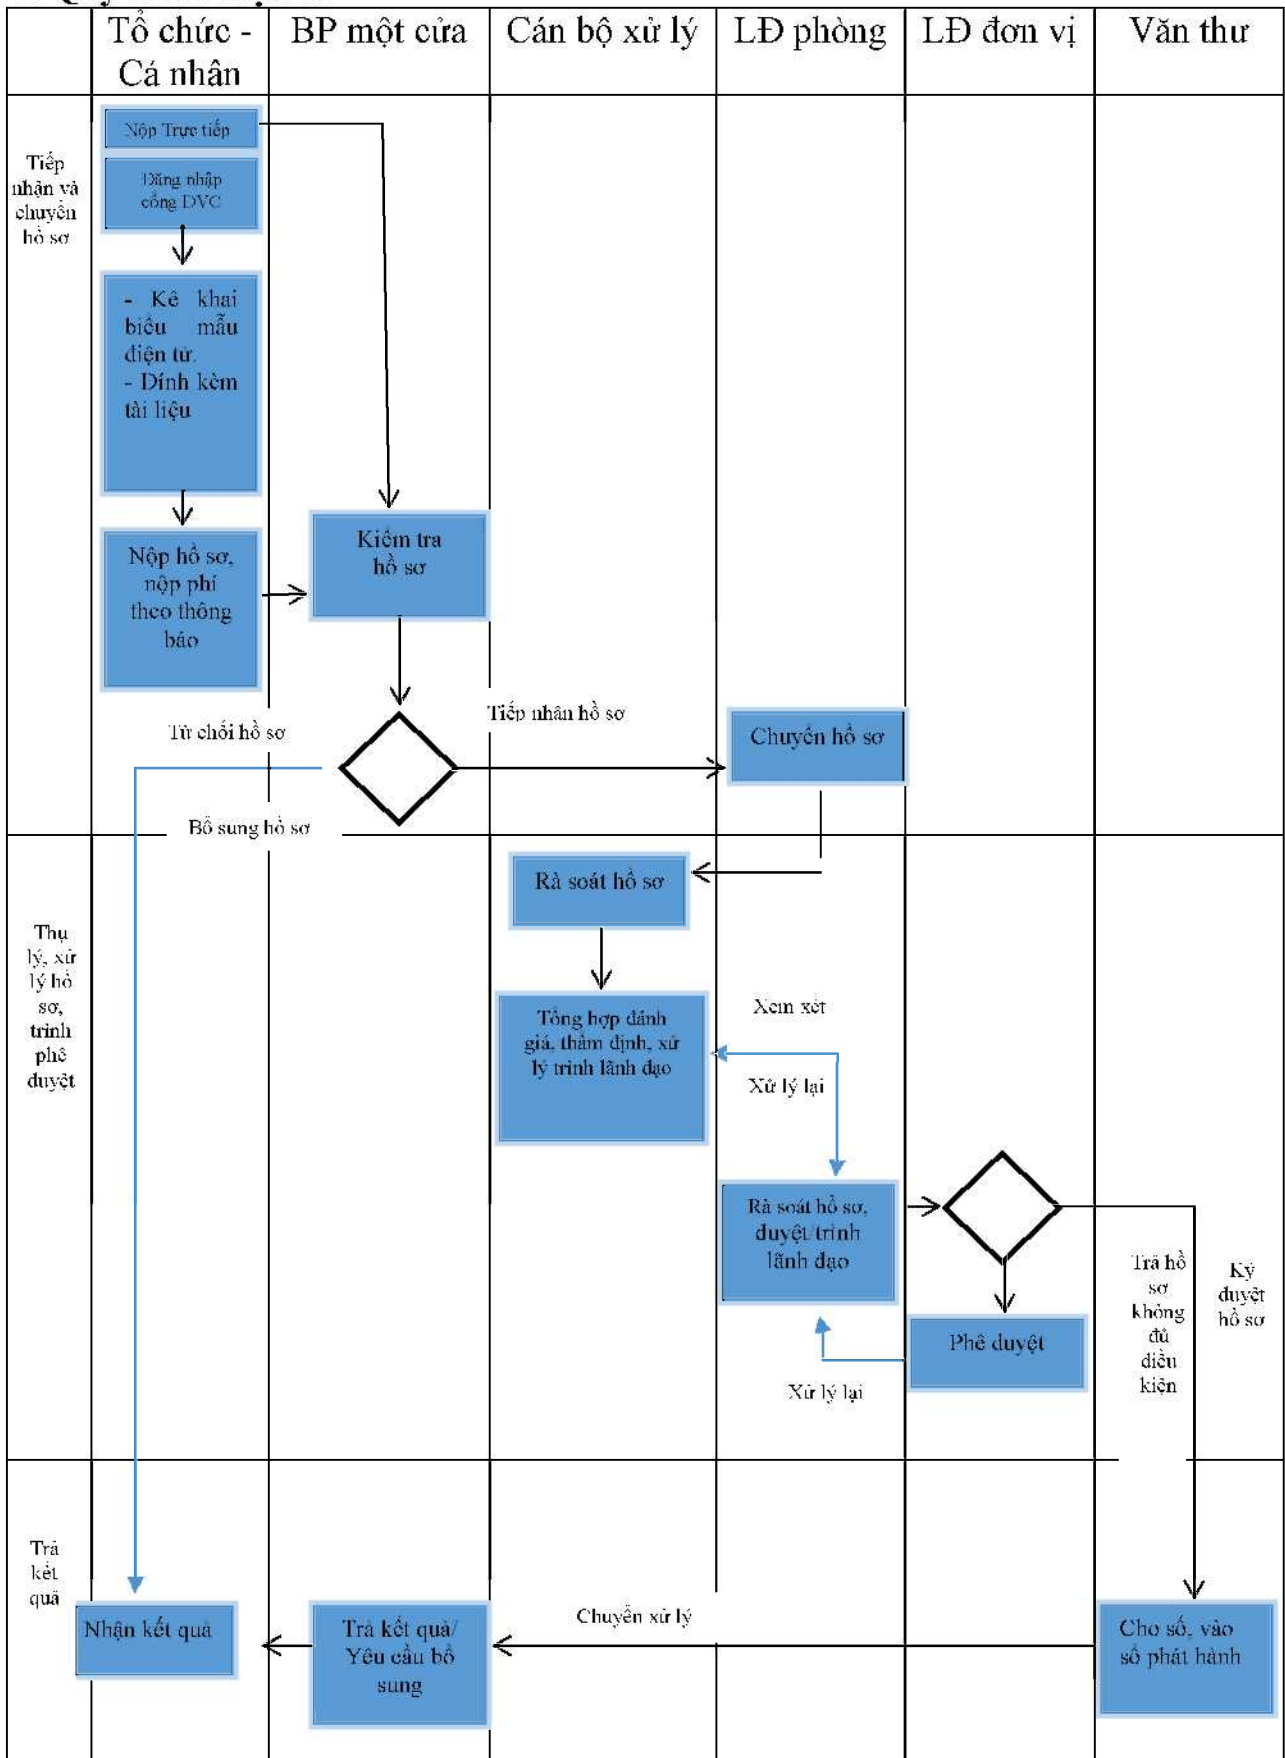 Tổ chức -
Cá nhân
BP một cửa
Cán bộ xử lý
LĐ phòng
LĐ đơn vị
Văn thư
Tiếp
nhận và
chuyển
hồ sơ
Nộp Trực tiếp
Đăng nhập
cổng DVC
- Kê khai
biểu mẫu
điện tử.
- Đính kèm
tài liệu
Nộp hồ sơ,
nộp phí
theo thông
báo
Kiểm tra
hồ sơ
Từ chối hồ sơ
Tiếp nhân hồ sơ
Chuyển hồ sơ
Bổ sung hồ sơ
Thụ
lý, xử
lý hồ
sơ,
trình
phê
duyệt
Rà soát hồ sơ
Tổng hợp đánh
giá, thẩm định, xử
lý trình lãnh đạo
Xem xét
Xử lý lại
Rà soát hồ sơ,
duyệt/trình
lãnh đạo
Phê duyệt
Xử lý lại
Trả hồ
sơ
không
đủ
điều
kiện
Ký
duyệt
hồ sơ
Trả
kết
quả
Nhận kết quả
Trả kết quả/
Yêu cầu bổ
sung
Chuyển xử lý
Cho số, vào
sổ phát hành